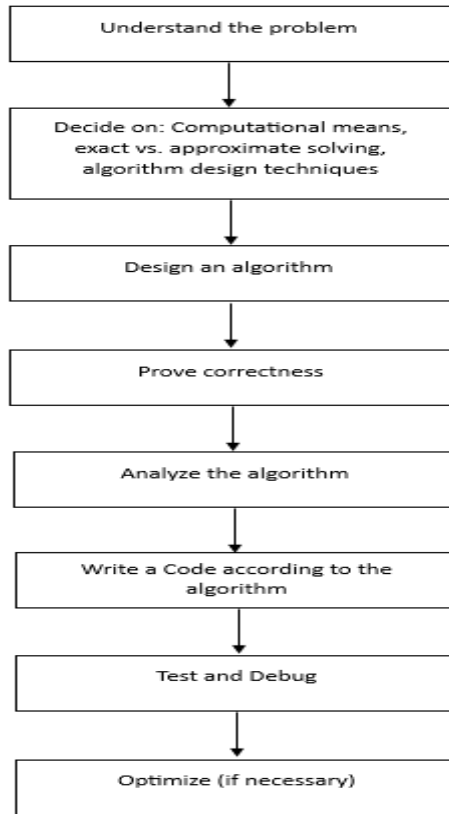 Understand the problem
Decide on: Computational means,
exact vs. approximate solving,
algorithm design techniques
Design an algorithm
Prove correctness
Analyze the algorithm
Write a Code according to the
algorithm
Test and Debug
Optimize (if necessary)